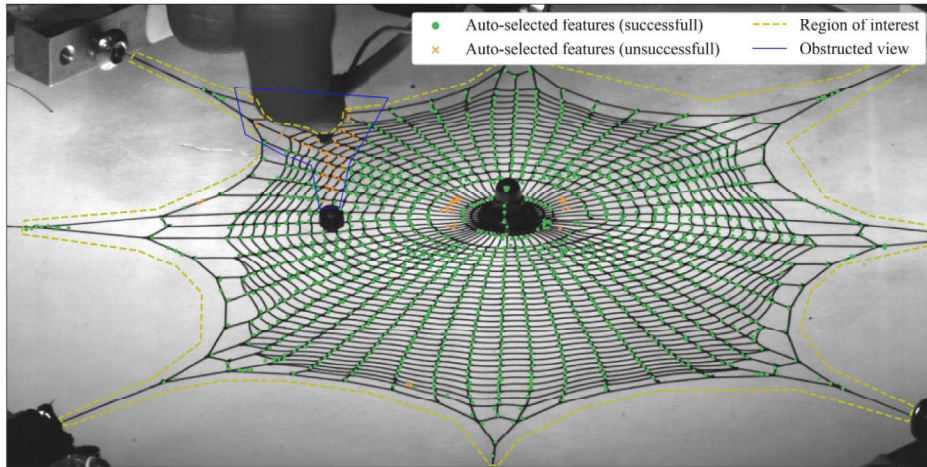 Auto-selected features (successfull)
Auto-selected features (unsuccessfull)
Region of interest
Obstructed view